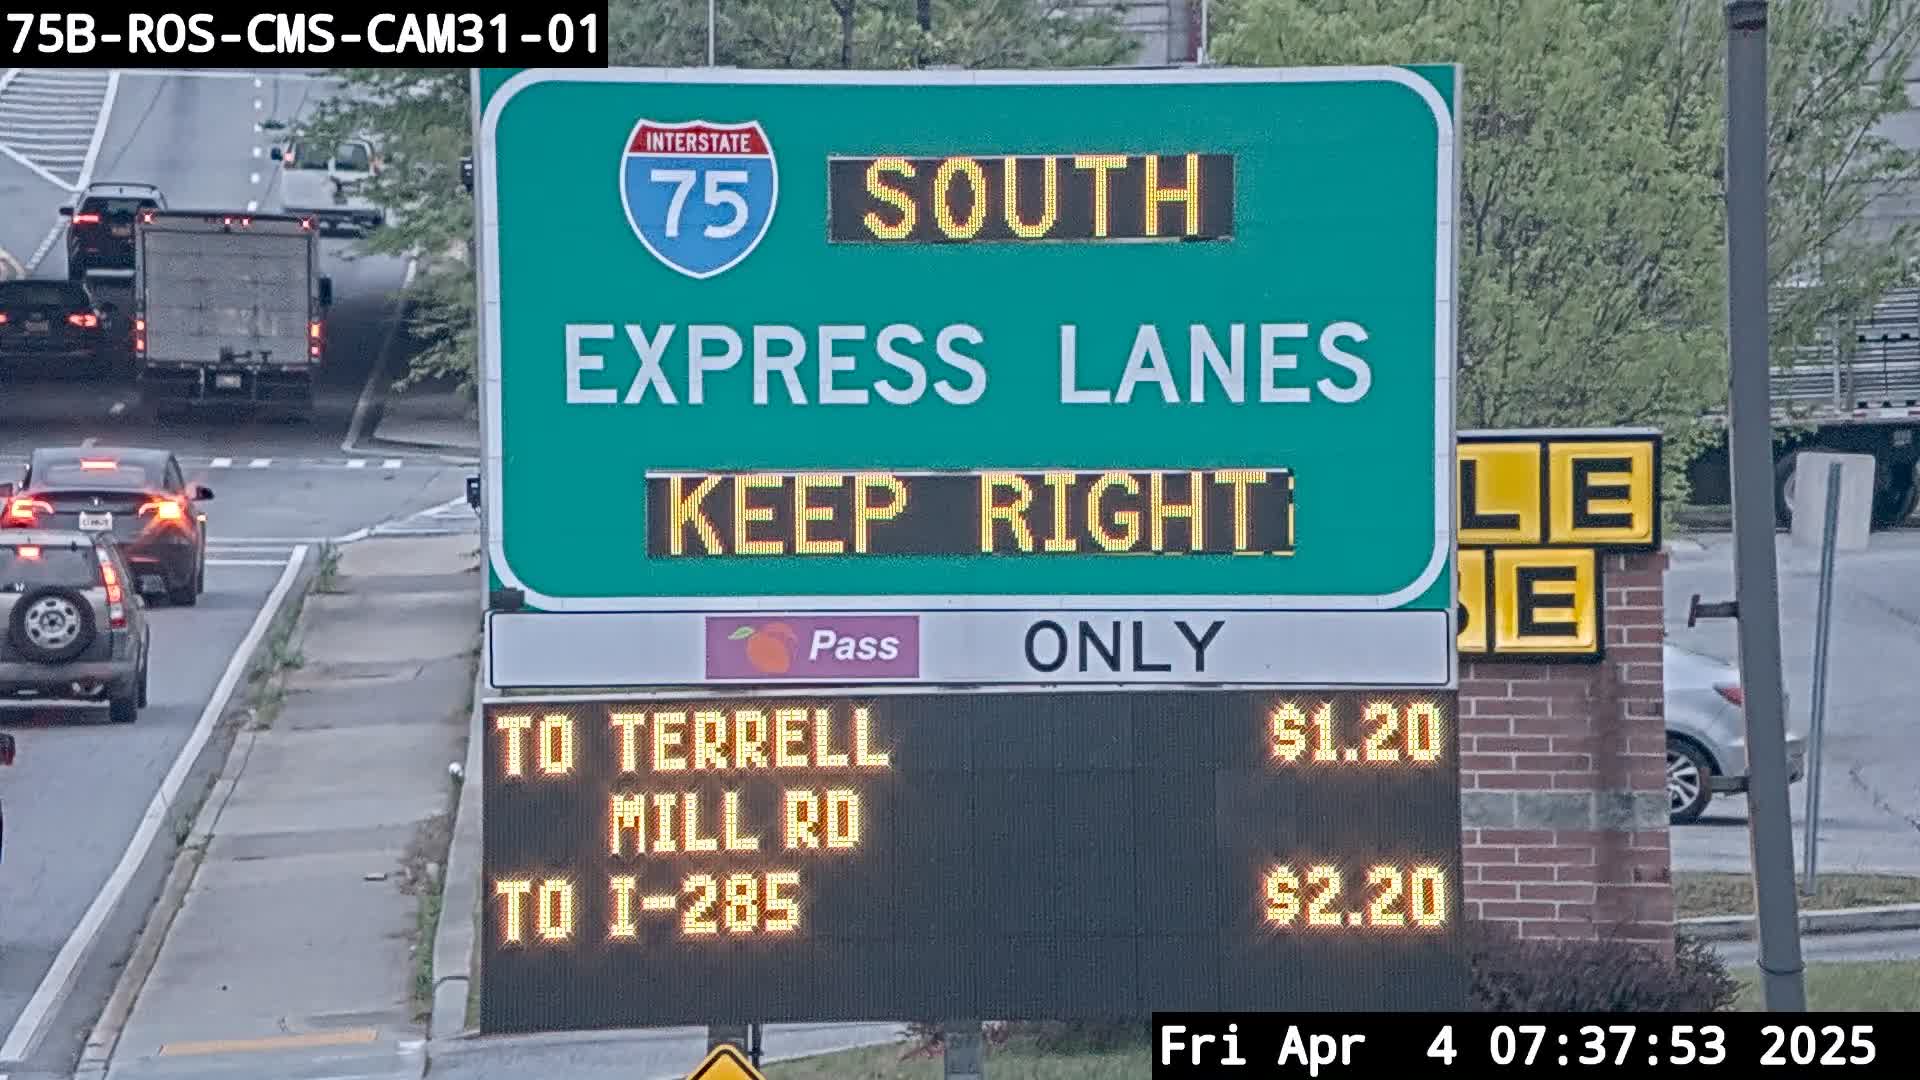 75B-ROS-CMS-CAM31-01
INTERSTATE
75
SOUTH
EXPRESS LANES
KEEP RIGHT
Pass ONLY
TO TERRELL $1.20
MILL RD
TO I-285 $2.20
LE
E
Fri Apr 4 07:37:53 2025